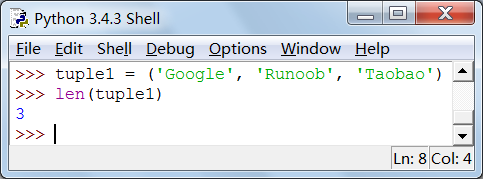 Python 3.4.3 Shell
File Edit Shell Debug Options Window Help
>>> tuple1 = ('Google', 'Runoob', 'Taobao')
>>> len(tuple1)
3
>>>
Ln: 8 Col: 4